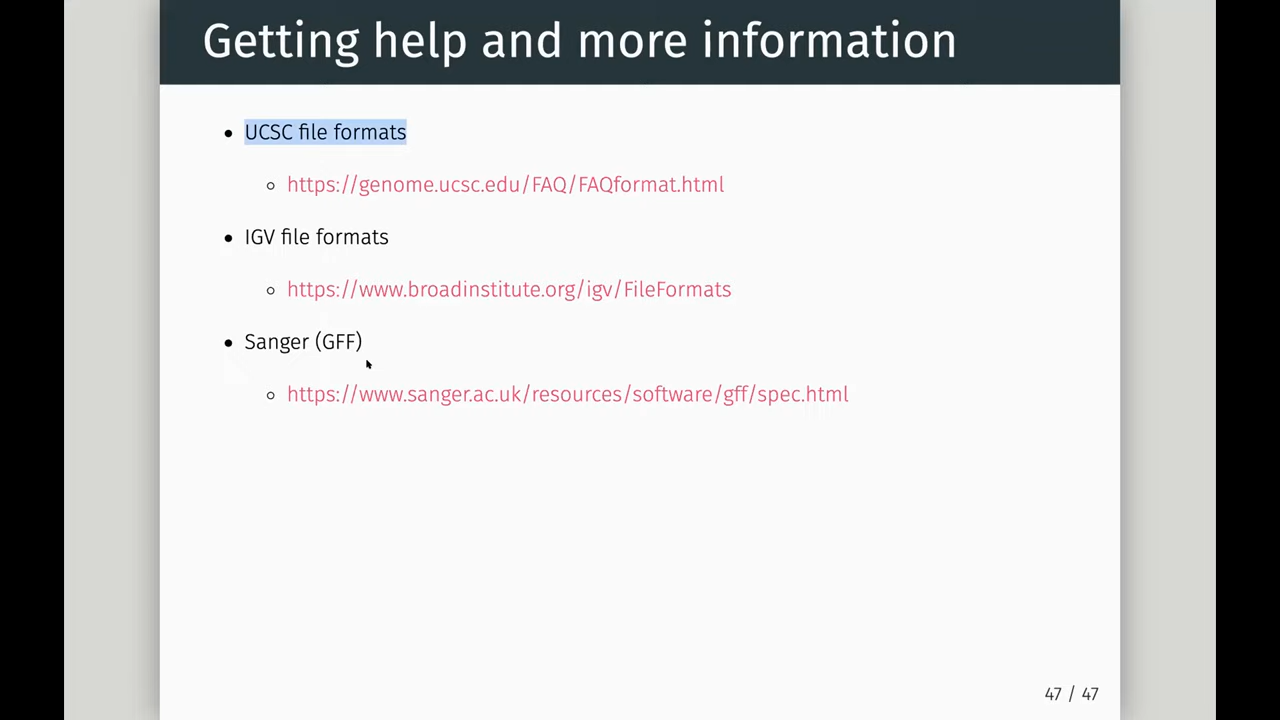 Getting help and more information
• UCSC file formats
○ https://genome.ucsc.edu/FAQ/FAQformat.html
• IGV file formats
○ https://www.broadinstitute.org/igv/FileFormats
• Sanger (GFF)
○ https://www.sanger.ac.uk/resources/software/gff/spec.html
47 / 47